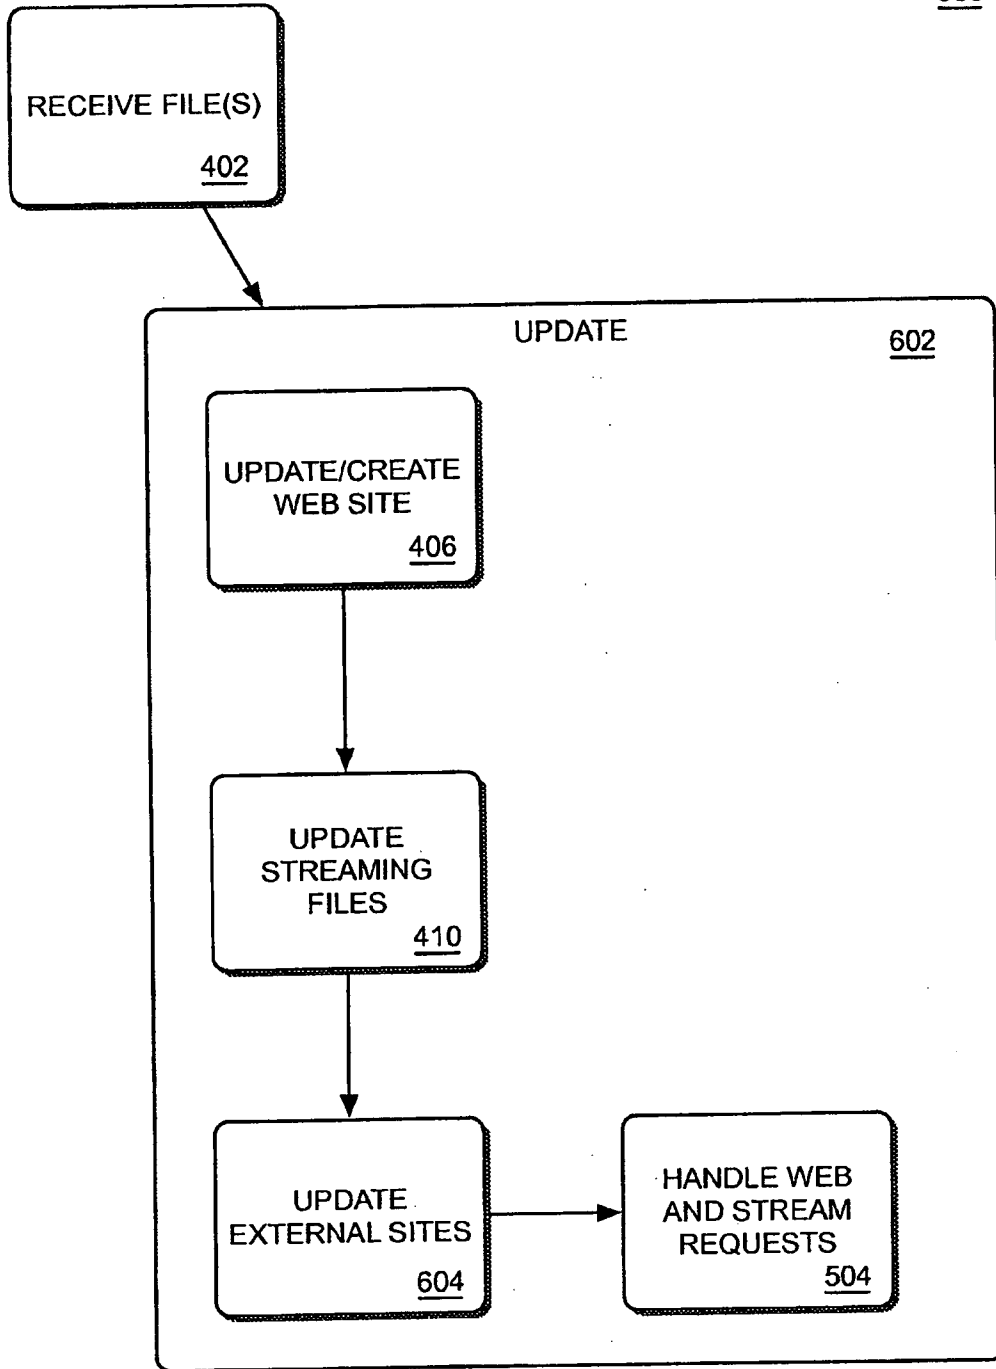 RECEIVE FILE(S)
402
UPDATE
602
UPDATE/CREATE
WEB SITE
406
UPDATE
STREAMING
FILES
410
UPDATE
EXTERNAL SITES
604
HANDLE WEB
AND STREAM
REQUESTS
504